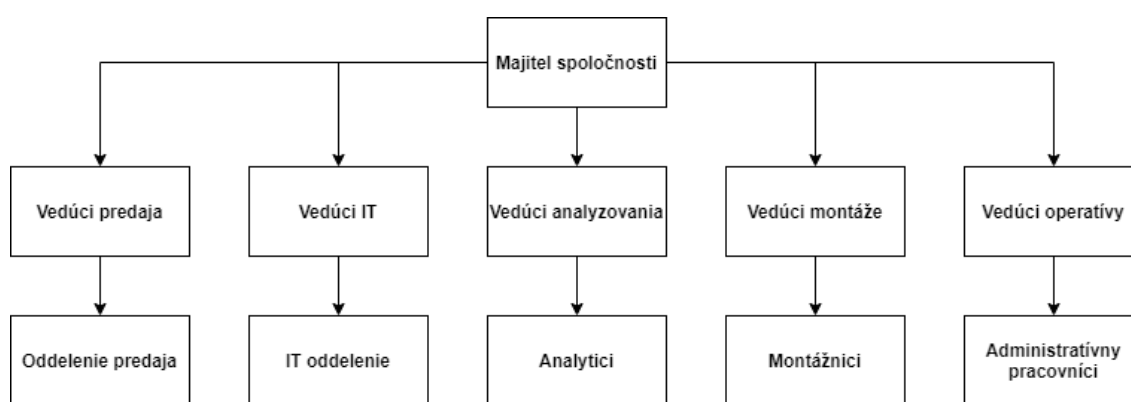 Majitel spoločnosti
Vedúci predaja
Vedúci IT
Vedúci analyzovania
Vedúci montáže
Vedúci operatívy
Oddelenie predaja
IT oddelenie
Analytici
Montážnici
Administratívny
pracovníci